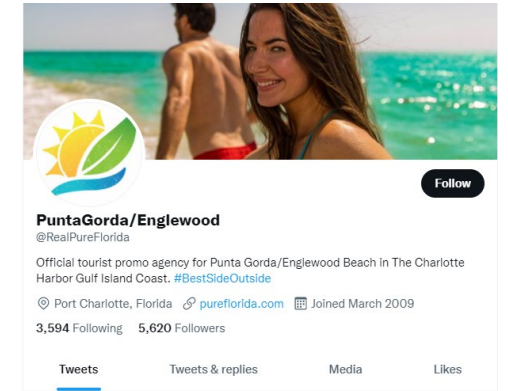 Follow
PuntaGorda/Englewood
@RealPureFlorida
Official tourist promo agency for Punta Gorda/Englewood Beach in The Charlotte
Harbor Gulf Island Coast. #BestSideOutside
Port Charlotte, Florida pureflorida.com Joined March 2009
3,594 Following 5,620 Followers
Tweets Tweets & replies Media Likes